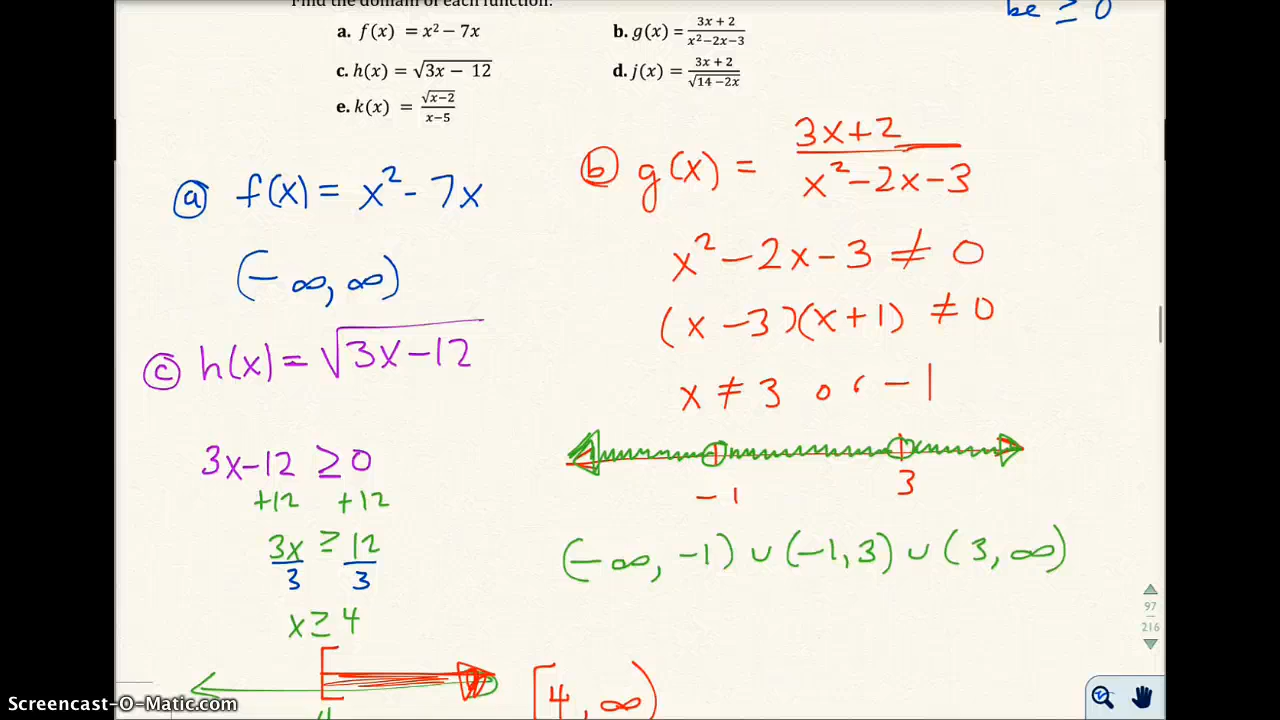 Find the domain of each function.
be ≥ 0
a. f(x) = x² − 7x
b. g(x) = (3x + 2)/(x²−2x−3)
c. h(x) = √(3x − 12)
d. j(x) = (3x + 2)/√(14 −2x)
e. k(x) = √(x−2)/(x−5)
ⓐ f(x) = x² - 7x
(-∞, ∞)
ⓑ g(x) = (3x+2)/(x²-2x-3)
x² - 2x - 3 ≠ 0
(x - 3)(x + 1) ≠ 0
x ≠ 3 or -1
-1 3
(-∞, -1) ∪ (-1, 3) ∪ (3, ∞)
ⓒ h(x) = √(3x-12)
3x-12 ≥ 0
+12 +12
3x ≥ 12
3 3
x ≥ 4
4
[4, ∞)
97
216
Screencast-O-Matic.com